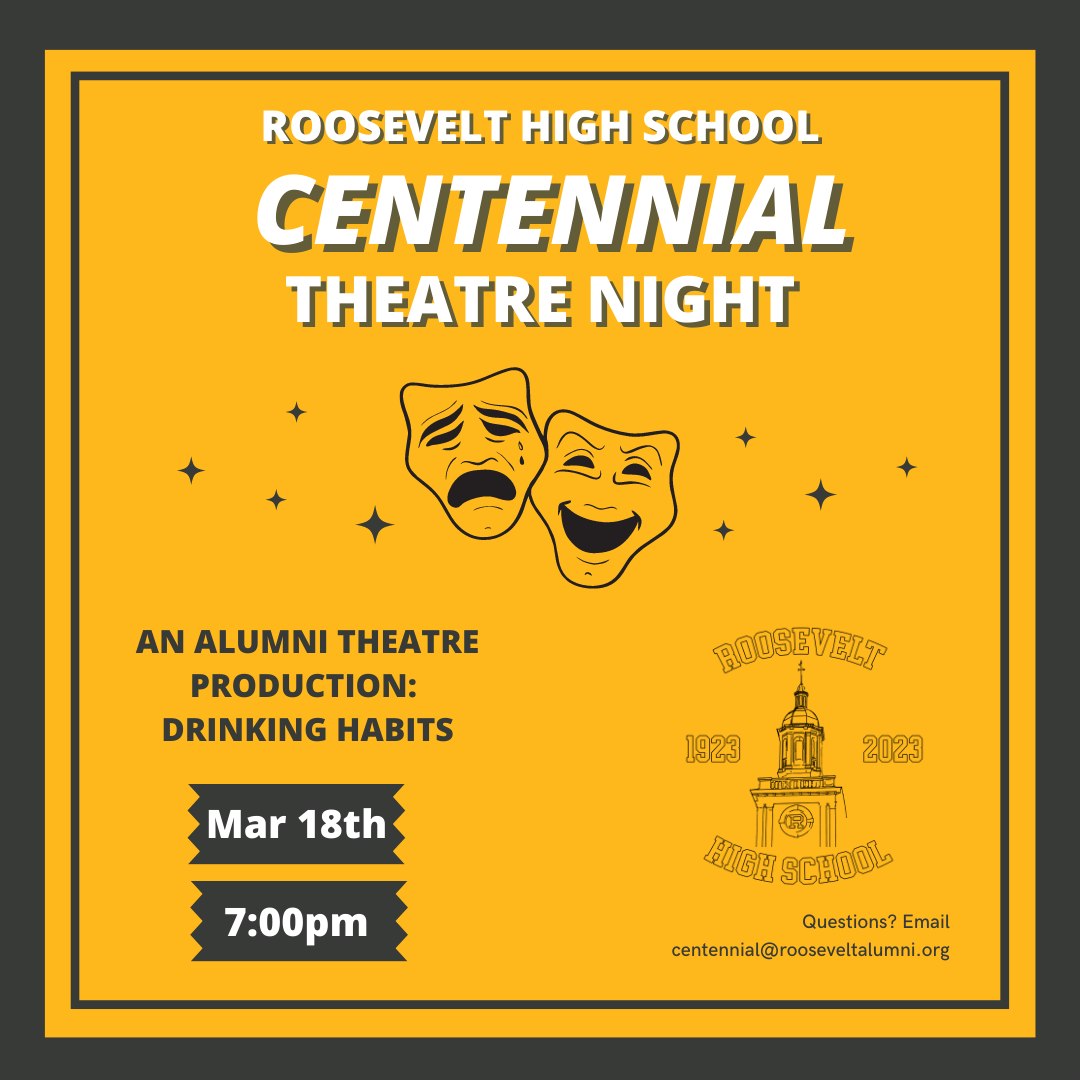 ROOSEVELT HIGH SCHOOL
CENTENNIAL
THEATRE NIGHT
AN ALUMNI THEATRE
PRODUCTION:
DRINKING HABITS
Mar 18th
7:00pm
ROOSEVELT
1923 2023
R
HIGH SCHOOL
Questions? Email
centennial@rooseveltalumni.org